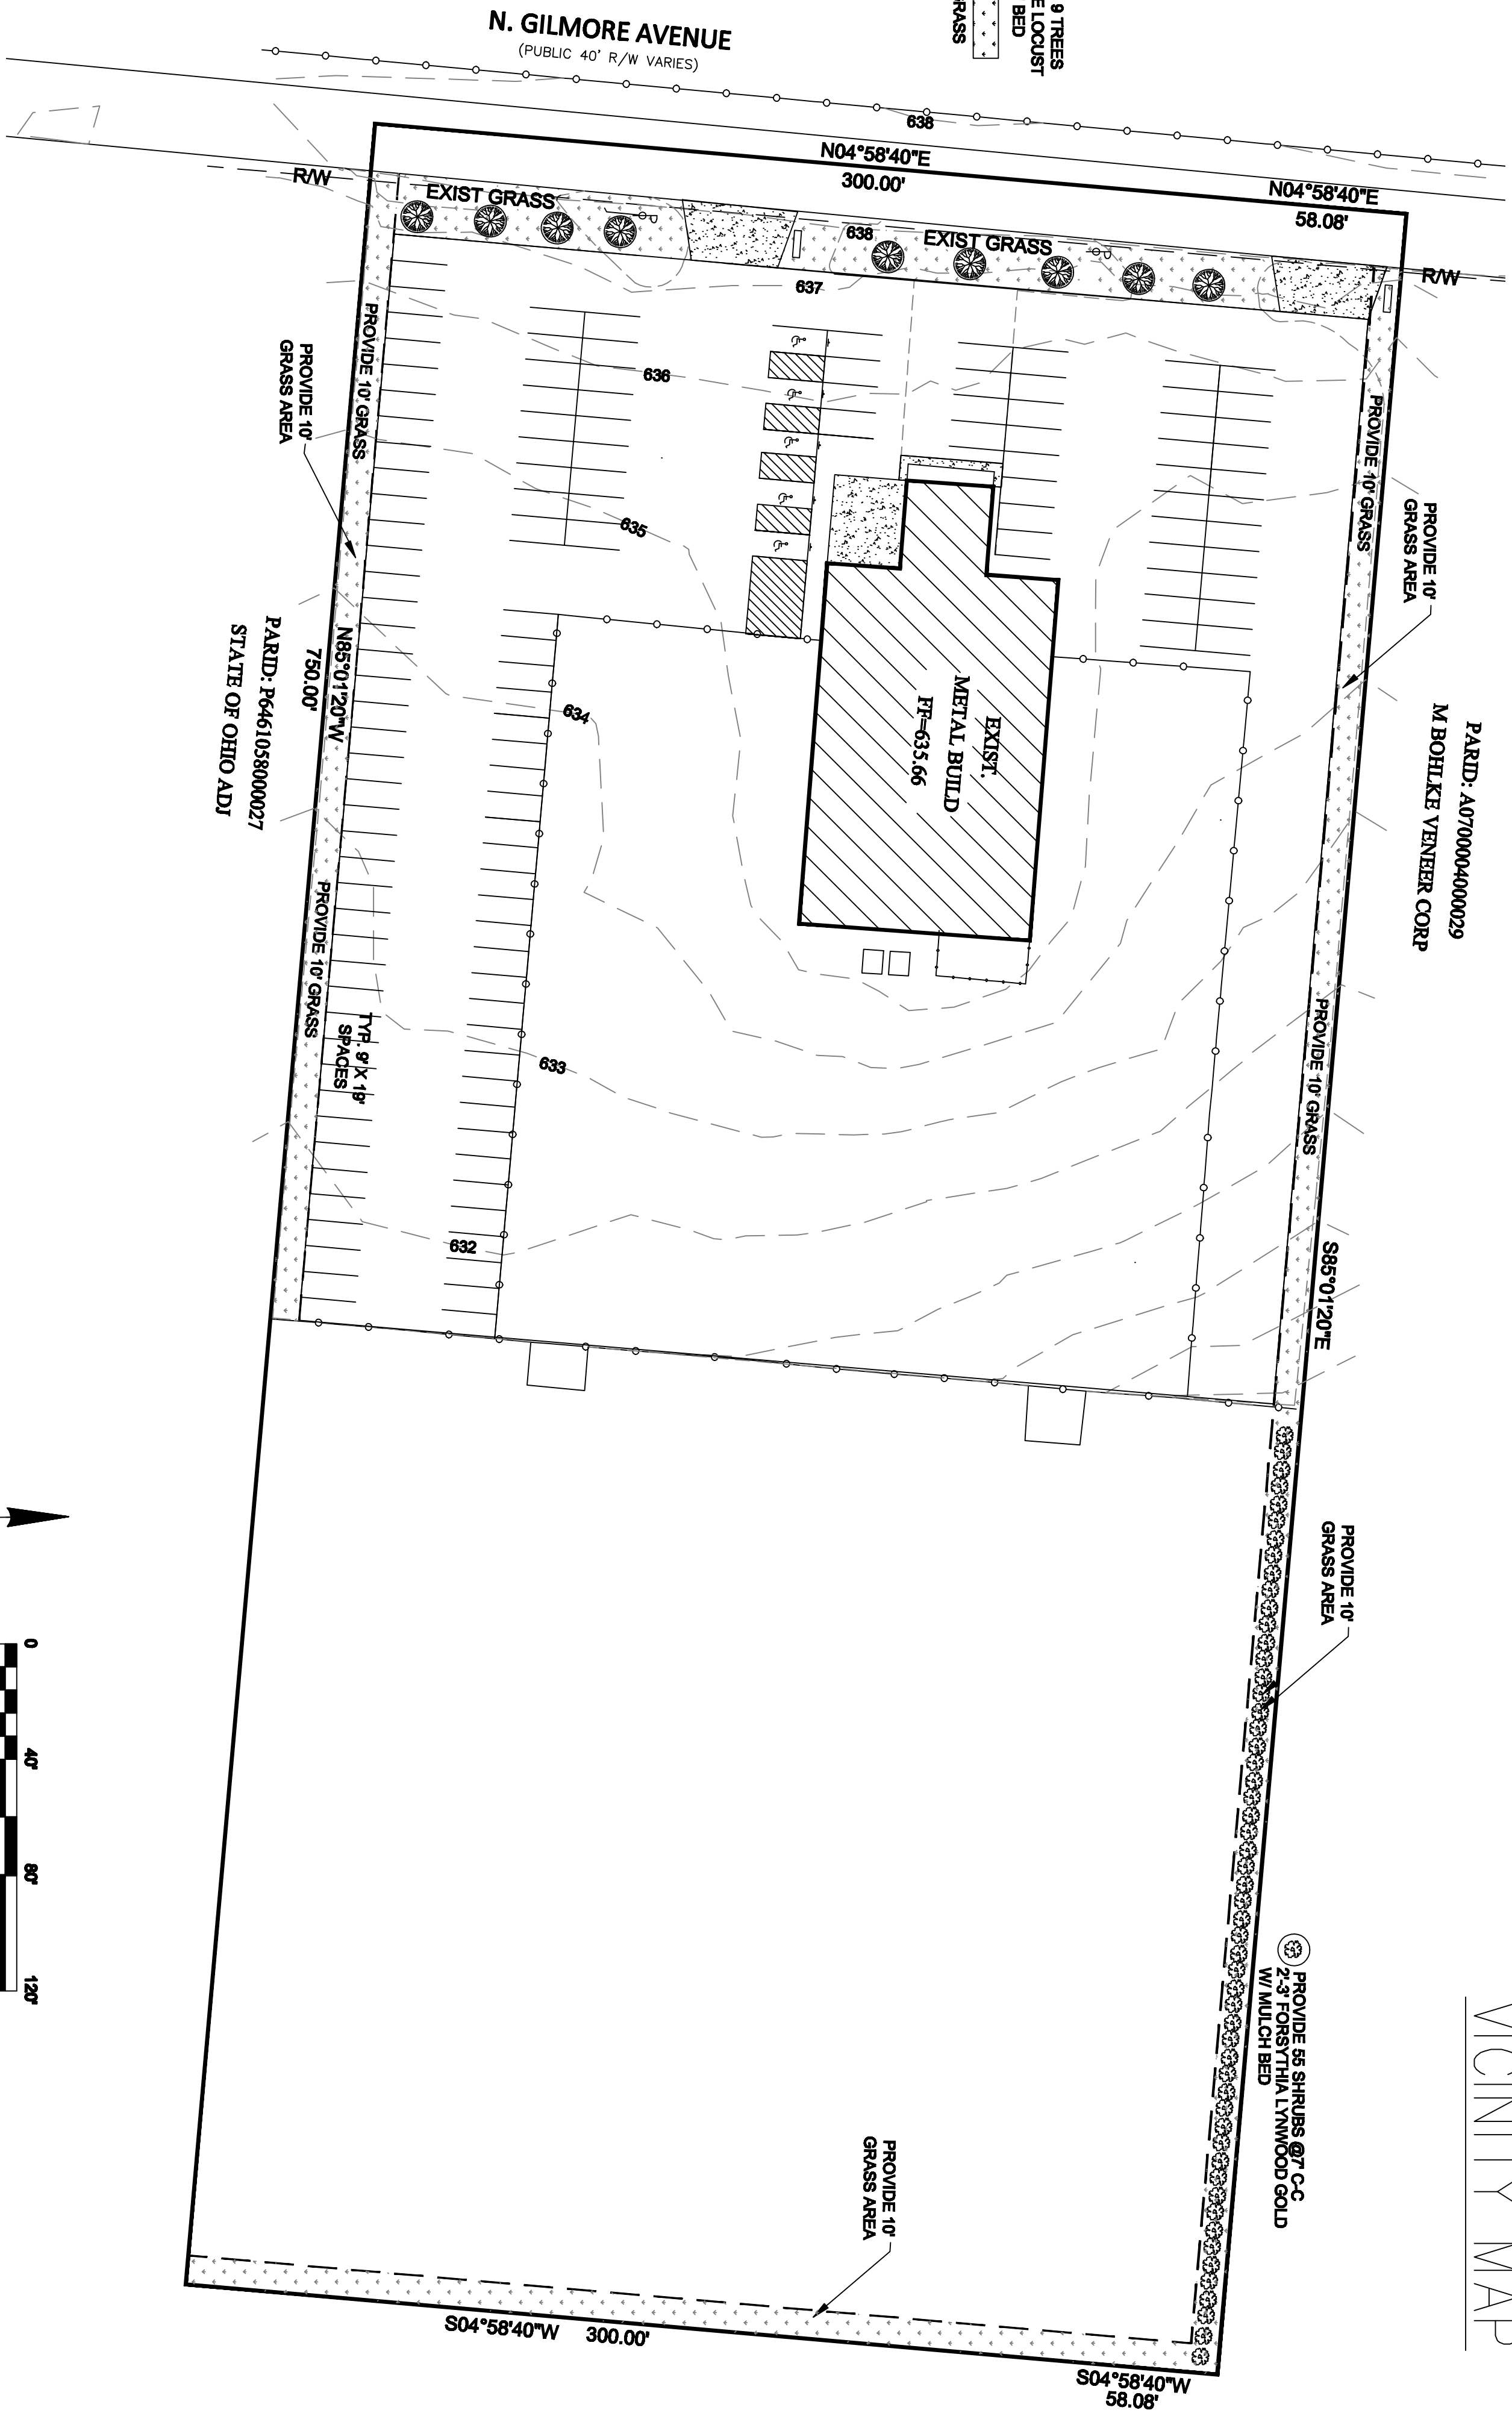 9 TREES
E LOCUST
BED
GRASS
N. GILMORE AVENUE
(PUBLIC 40' R/W VARIES)
638
N04°58'40"E
300.00'
N04°58'40"E
58.08'
R/W
EXIST GRASS
638
EXIST GRASS
R/W
637
636
635
634
633
632
PROVIDE 10' GRASS
PROVIDE 10'
GRASS AREA
PROVIDE 10' GRASS
PROVIDE 10'
GRASS AREA
PARID: A0700004000029
M BOHLKE VENEER CORP
EXIST.
METAL BUILD
FF=635.66
N85°01'20"W
750.00'
PARID: P6461058000027
STATE OF OHIO ADJ
PROVIDE 10' GRASS
TYP. 9' X 19'
SPACES
PROVIDE 10' GRASS
S85°01'20"E
PROVIDE 10'
GRASS AREA
PROVIDE 55 SHRUBS @7' C-C
2'-3' FORSYTHIA LYNWOOD GOLD
W/ MULCH BED
PROVIDE 10'
GRASS AREA
0 40' 80' 120'
VICINITY MAP
S04°58'40"W 300.00'
S04°58'40"W
58.08'